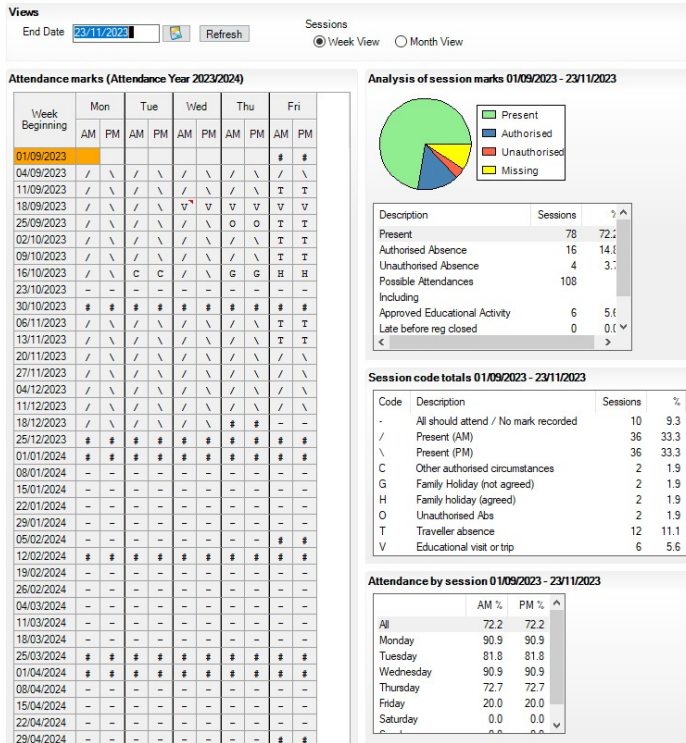 Views
End Date 23/11/2023 Refresh
Sessions
Week View Month View
Attendance marks (Attendance Year 2023/2024)
Week Beginning Mon Tue Wed Thu Fri
AM PM AM PM AM PM AM PM AM PM
01/09/2023 # #
04/09/2023 / \ / \ / \ / \ / \
11/09/2023 / \ / \ / \ / \ T T
18/09/2023 / \ / \ V V V V V V
25/09/2023 / \ / \ / \ O O T T
02/10/2023 / \ / \ / \ / \ T T
09/10/2023 / \ / \ / \ / \ T T
16/10/2023 / \ C C / \ G G H H
23/10/2023 - - - - - - - - - -
30/10/2023 # # # # # # # # # #
06/11/2023 / \ / \ / \ / \ T T
13/11/2023 / \ / \ / \ / \ T T
20/11/2023 / \ / \ / \ / \ / \
27/11/2023 / \ / \ / \ / \ / \
04/12/2023 / \ / \ / \ / \ / \
11/12/2023 / \ / \ / \ / \ / \
18/12/2023 / \ / \ / \ # # - -
25/12/2023 # # # # # # # # # #
01/01/2024 # # # # # # # # # #
08/01/2024 - - - - - - - - - -
15/01/2024 - - - - - - - - - -
22/01/2024 - - - - - - - - - -
29/01/2024 - - - - - - - - - -
05/02/2024 - - - - - - - - # #
12/02/2024 # # # # # # # # # #
19/02/2024 - - - - - - - - - -
26/02/2024 - - - - - - - - - -
04/03/2024 - - - - - - - - - -
11/03/2024 - - - - - - - - - -
18/03/2024 - - - - - - - - - -
25/03/2024 # # # # # # # # # #
01/04/2024 # # # # # # # # # #
08/04/2024 - - - - - - - - - -
15/04/2024 - - - - - - - - - -
22/04/2024 - - - - - - - - - -
29/04/2024 - - - - - - - - # #
Analysis of session marks 01/09/2023 - 23/11/2023
Present
Authorised
Unauthorised
Missing
Description Sessions %
Present 78 72.2
Authorised Absence 16 14.8
Unauthorised Absence 4 3.7
Possible Attendances 108
Including
Approved Educational Activity 6 5.6
Late before reg closed 0 0.0
Session code totals 01/09/2023 - 23/11/2023
Code Description Sessions %
- All should attend / No mark recorded 10 9.3
/ Present (AM) 36 33.3
\ Present (PM) 36 33.3
C Other authorised circumstances 2 1.9
G Family Holiday (not agreed) 2 1.9
H Family holiday (agreed) 2 1.9
O Unauthorised Abs 2 1.9
T Traveller absence 12 11.1
V Educational visit or trip 6 5.6
Attendance by session 01/09/2023 - 23/11/2023
AM % PM %
All 72.2 72.2
Monday 90.9 90.9
Tuesday 81.8 81.8
Wednesday 90.9 90.9
Thursday 72.7 72.7
Friday 20.0 20.0
Saturday 0.0 0.0